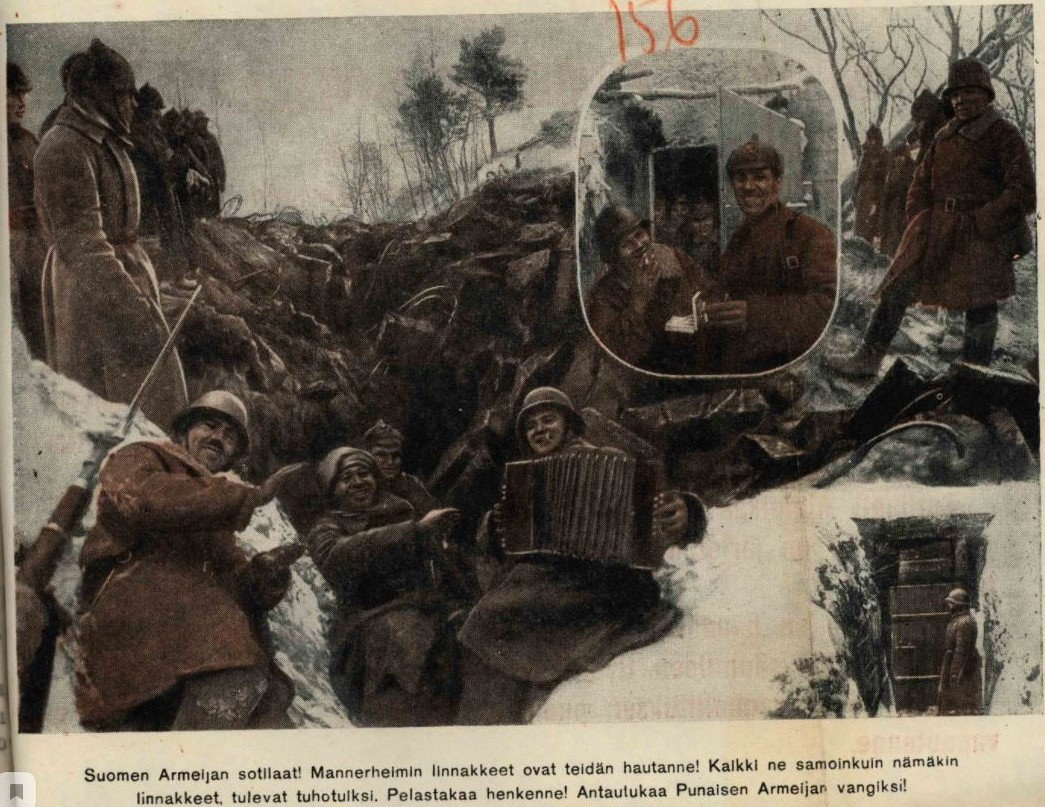 156
Suomen Armeijan sotilaat! Mannerheimin linnakkeet ovat teidän hautanne! Kaikki ne samoinkuin nämäkin
linnakkeet, tulevat tuhotuiksi. Pelastakaa henkenne! Antautukaa Punaisen Armeijan vangiksi!